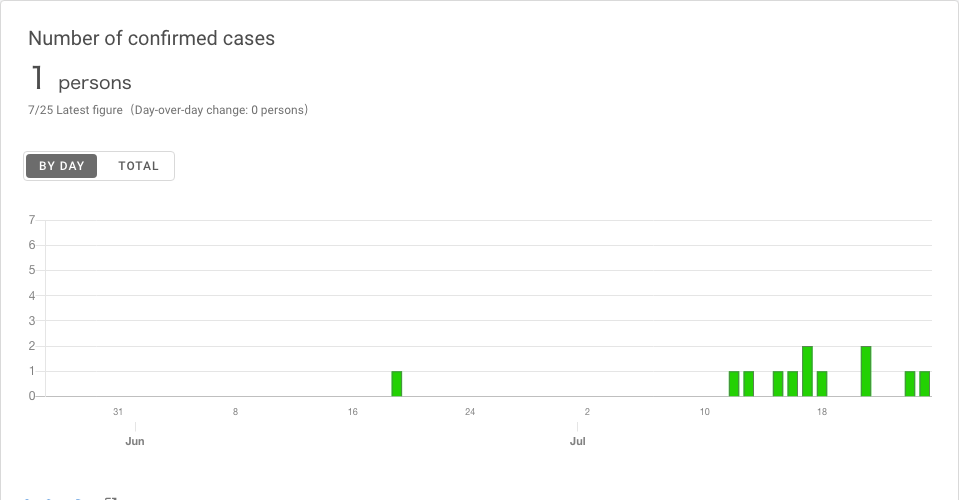 Number of confirmed cases
1 persons
7/25 Latest figure（Day-over-day change: 0 persons）
BY DAY TOTAL
7
6
5
4
3
2
1
0
31 8 16 24 2 10 18
Jun Jul